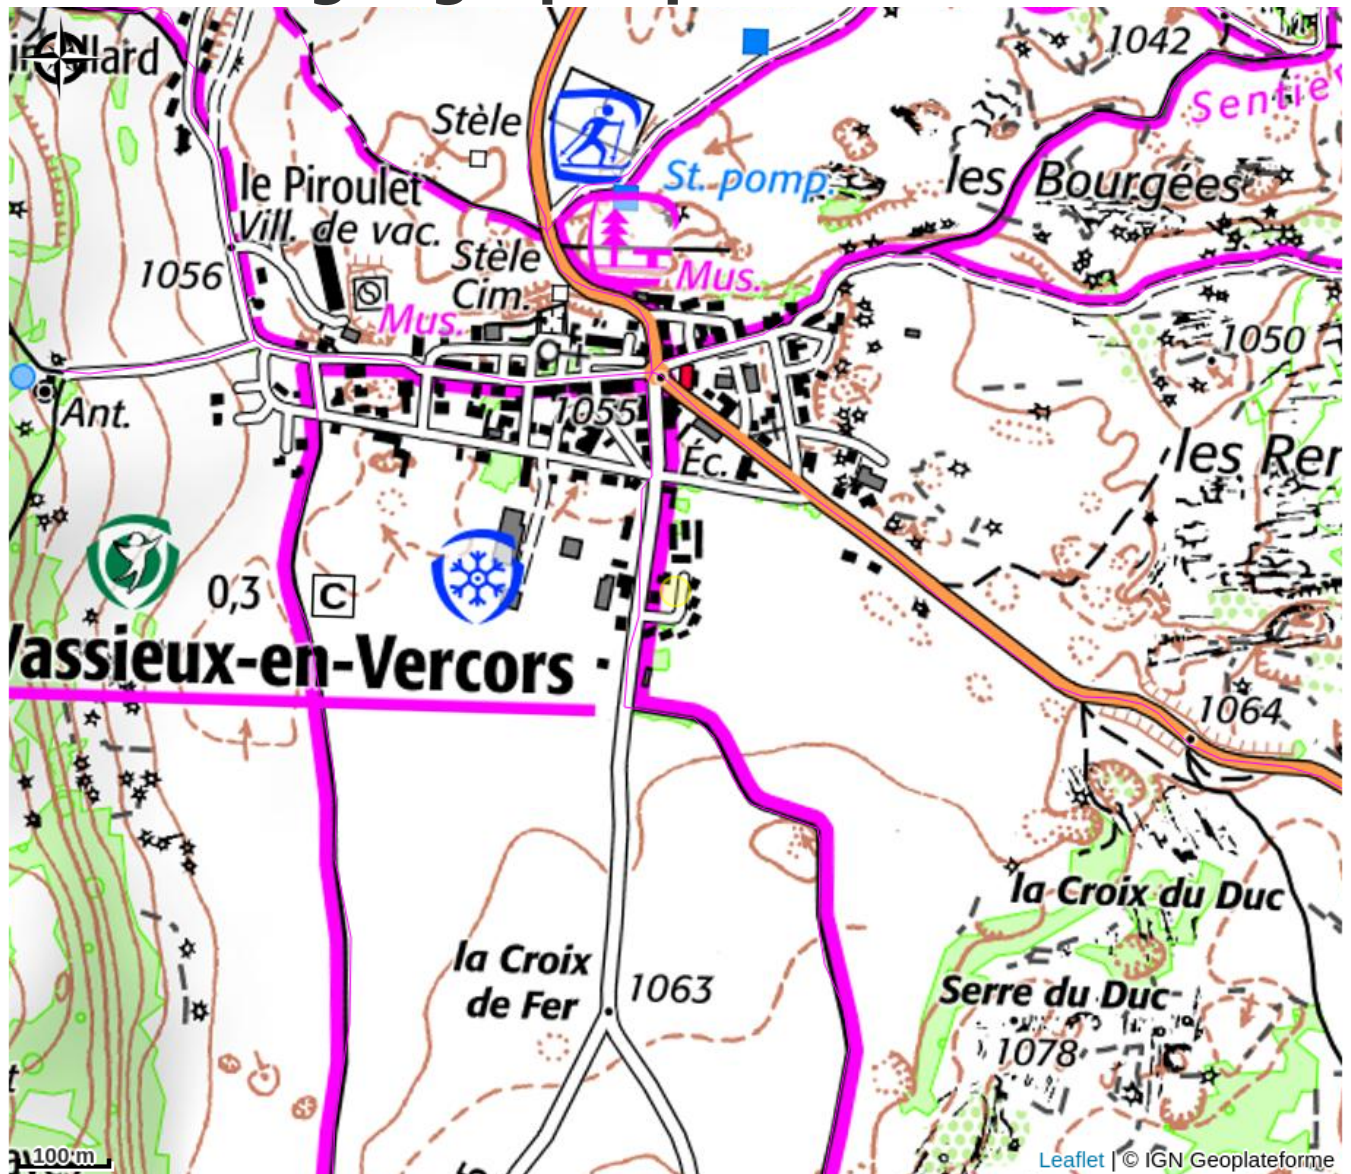 1042
Sentier
Stèle
St. pomp.
les Bourgées
le Piroulet
Vill. de vac.
Stèle
Cim.
1056
Mus.
Mus.
1050
Ant.
1055
Éc.
les Rer
0,3
C
Vassieux-en-Vercors
1064
la Croix du Duc
la Croix
de Fer
1063
Serre du Duc
1078
100 m
Leaflet | © IGN Geoplateforme